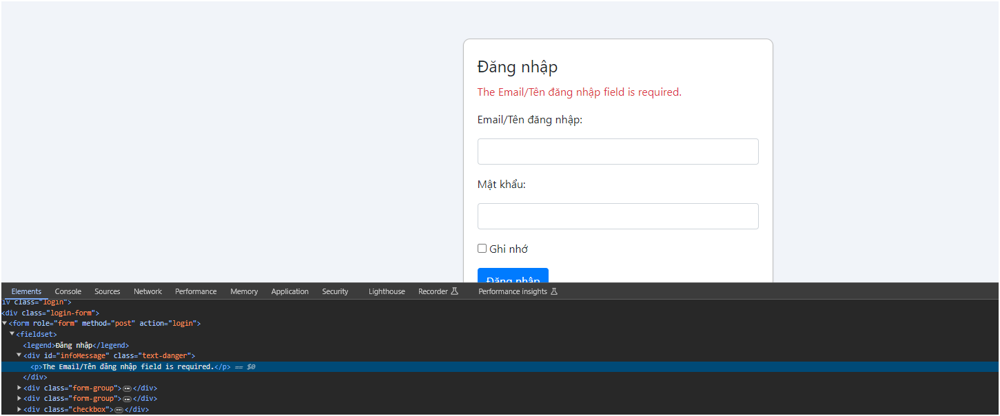 Đăng nhập
The Email/Tên đăng nhập field is required.
Email/Tên đăng nhập:
Mật khẩu:
Ghi nhớ
Đăng nhập
Elements Console Sources Network Performance Memory Application Security Lighthouse Recorder Performance insights
iv class="login">
<div class="login-form">
<form role="form" method="post" action="login">
<fieldset>
<legend>Đăng nhập</legend>
<div id="infoMessage" class="text-danger">
<p>The Email/Tên đăng nhập field is required.</p> == $0
</div>
<div class="form-group">…</div>
<div class="form-group">…</div>
<div class="checkbox">…</div>